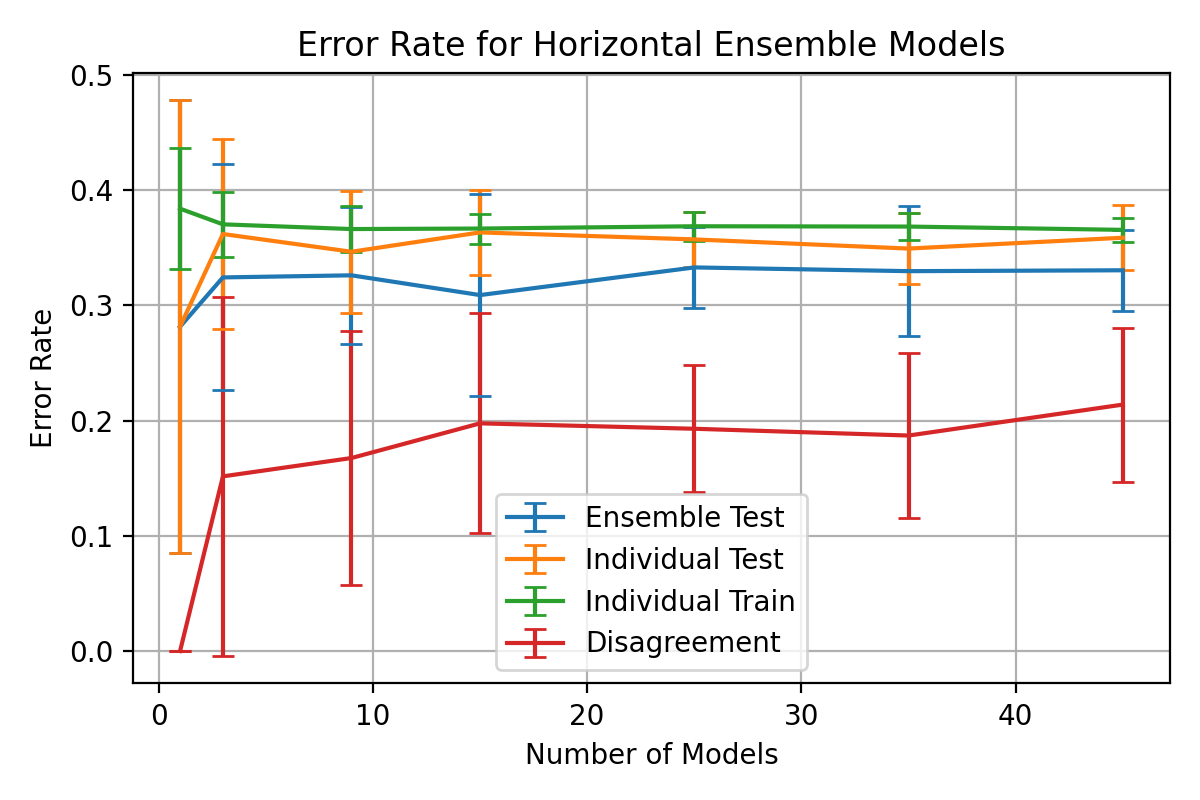 Error Rate for Horizontal Ensemble Models
0.5
0.4
0.3
0.2
0.1
0.0
Error Rate
Ensemble Test
Individual Test
Individual Train
Disagreement
0 10 20 30 40
Number of Models